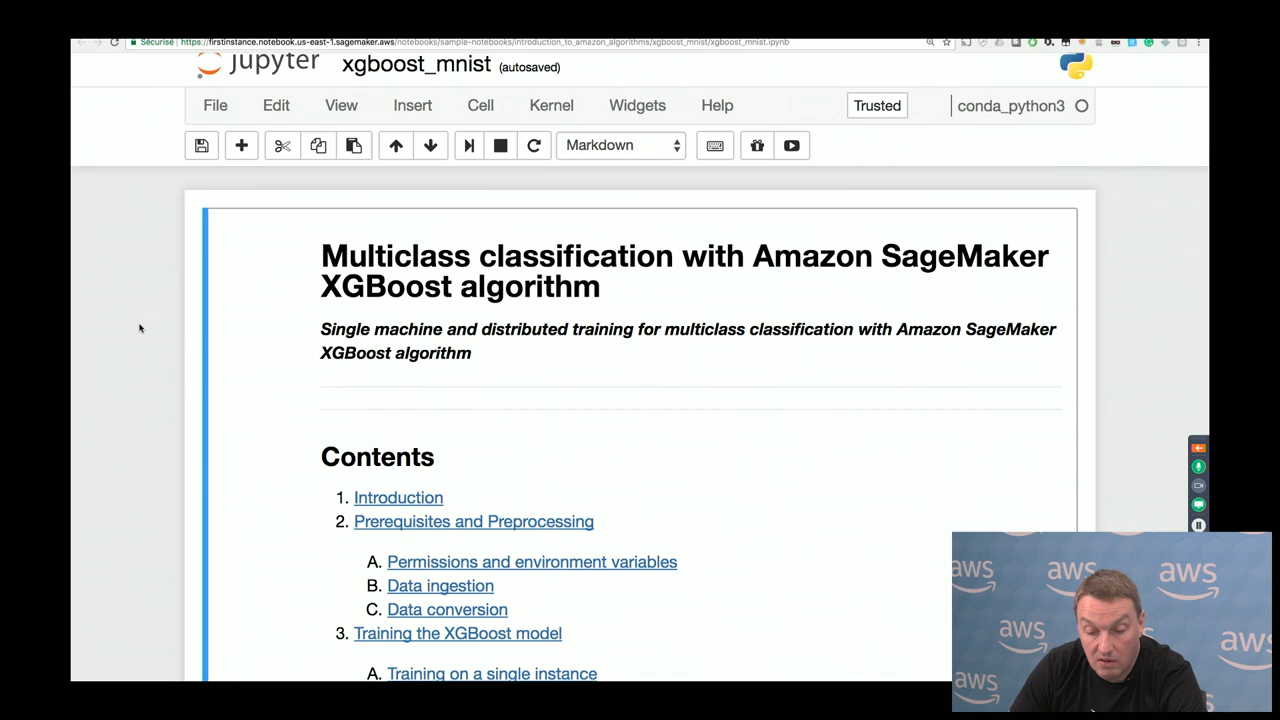 Sécurisé | https://firstinstance.notebook.us-east-1.sagemaker.aws/notebooks/sample-notebooks/introduction_to_amazon_algorithms/xgboost_mnist/xgboost_mnist.ipynb
jupyter xgboost_mnist (autosaved)
File Edit View Insert Cell Kernel Widgets Help Trusted conda_python3
Markdown
Multiclass classification with Amazon SageMaker
XGBoost algorithm
Single machine and distributed training for multiclass classification with Amazon SageMaker
XGBoost algorithm
Contents
1. Introduction
2. Prerequisites and Preprocessing
A. Permissions and environment variables
B. Data ingestion
C. Data conversion
3. Training the XGBoost model
A. Training on a single instance
aws aws aws
aws aws
aws